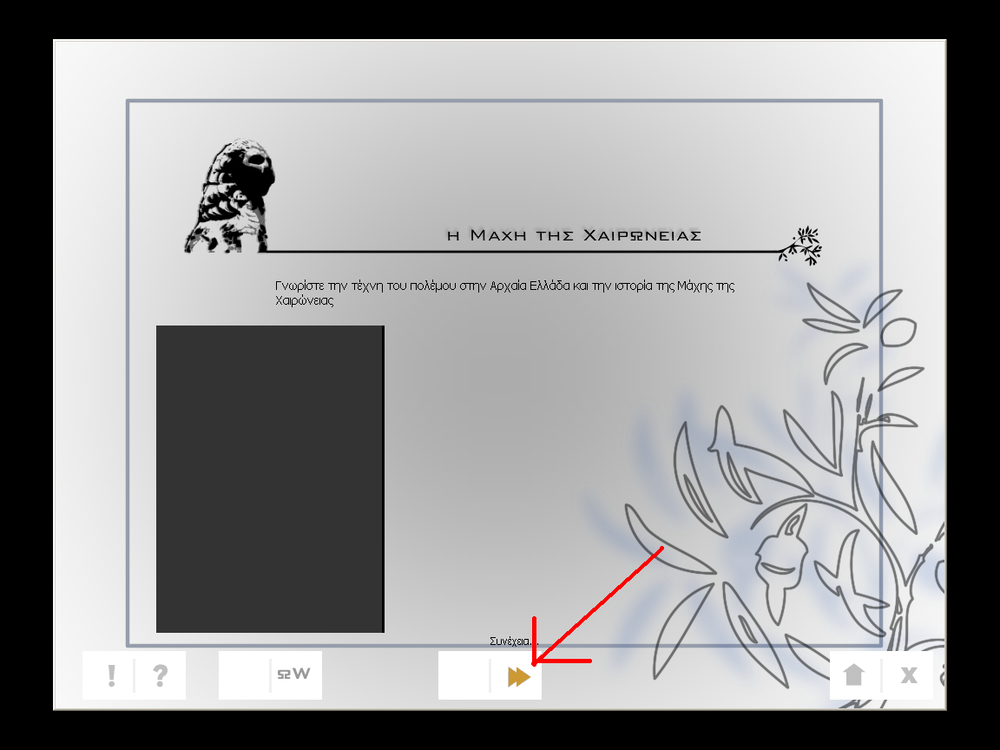 η Μαχη της Χαιρωνειας
Γνωρίστε την τέχνη του πολέμου στην Αρχαία Ελλάδα και την ιστορία της Μάχης της
Χαιρώνειας
Συνέχεια...
! ? ΩW X